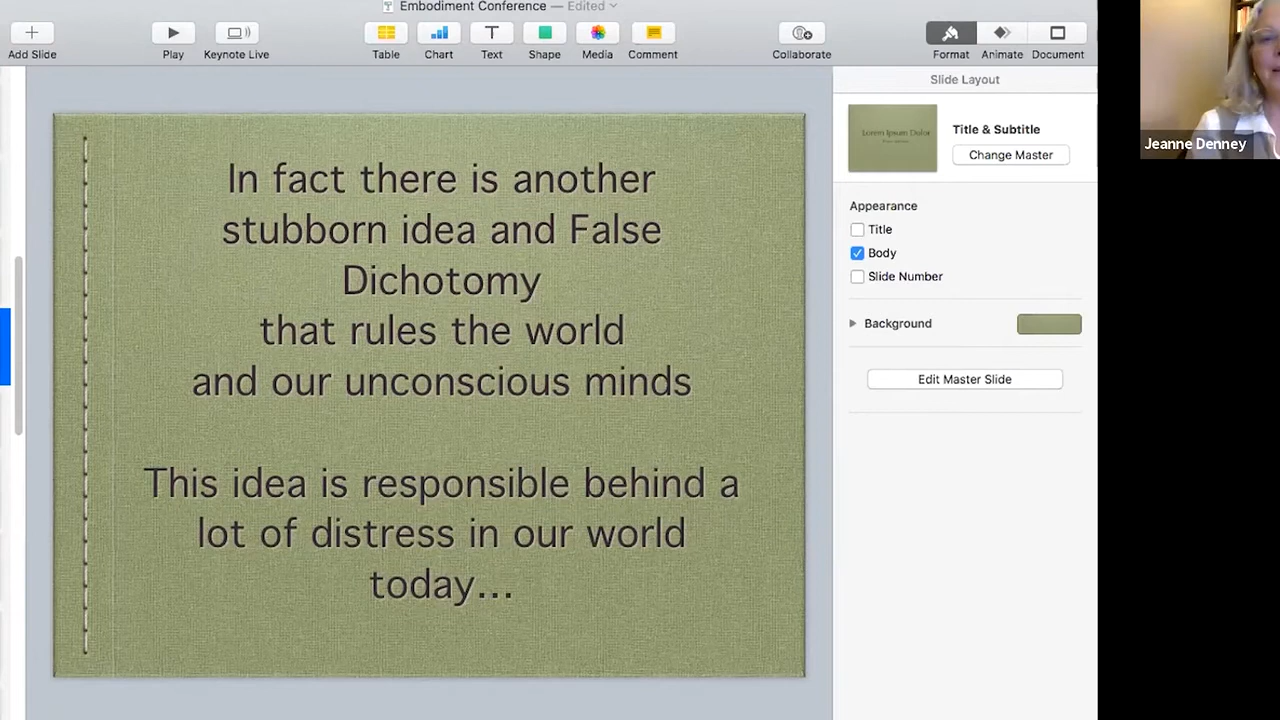 Embodiment Conference — Edited
Add Slide
Play
Keynote Live
Table
Chart
Text
Shape
Media
Comment
Collaborate
Format
Animate
Document
In fact there is another
stubborn idea and False
Dichotomy
that rules the world
and our unconscious minds
This idea is responsible behind a
lot of distress in our world
today...
Slide Layout
Lorem Ipsum Dolor
Title & Subtitle
Change Master
Appearance
Title
Body
Slide Number
Background
Edit Master Slide
Jeanne Denney